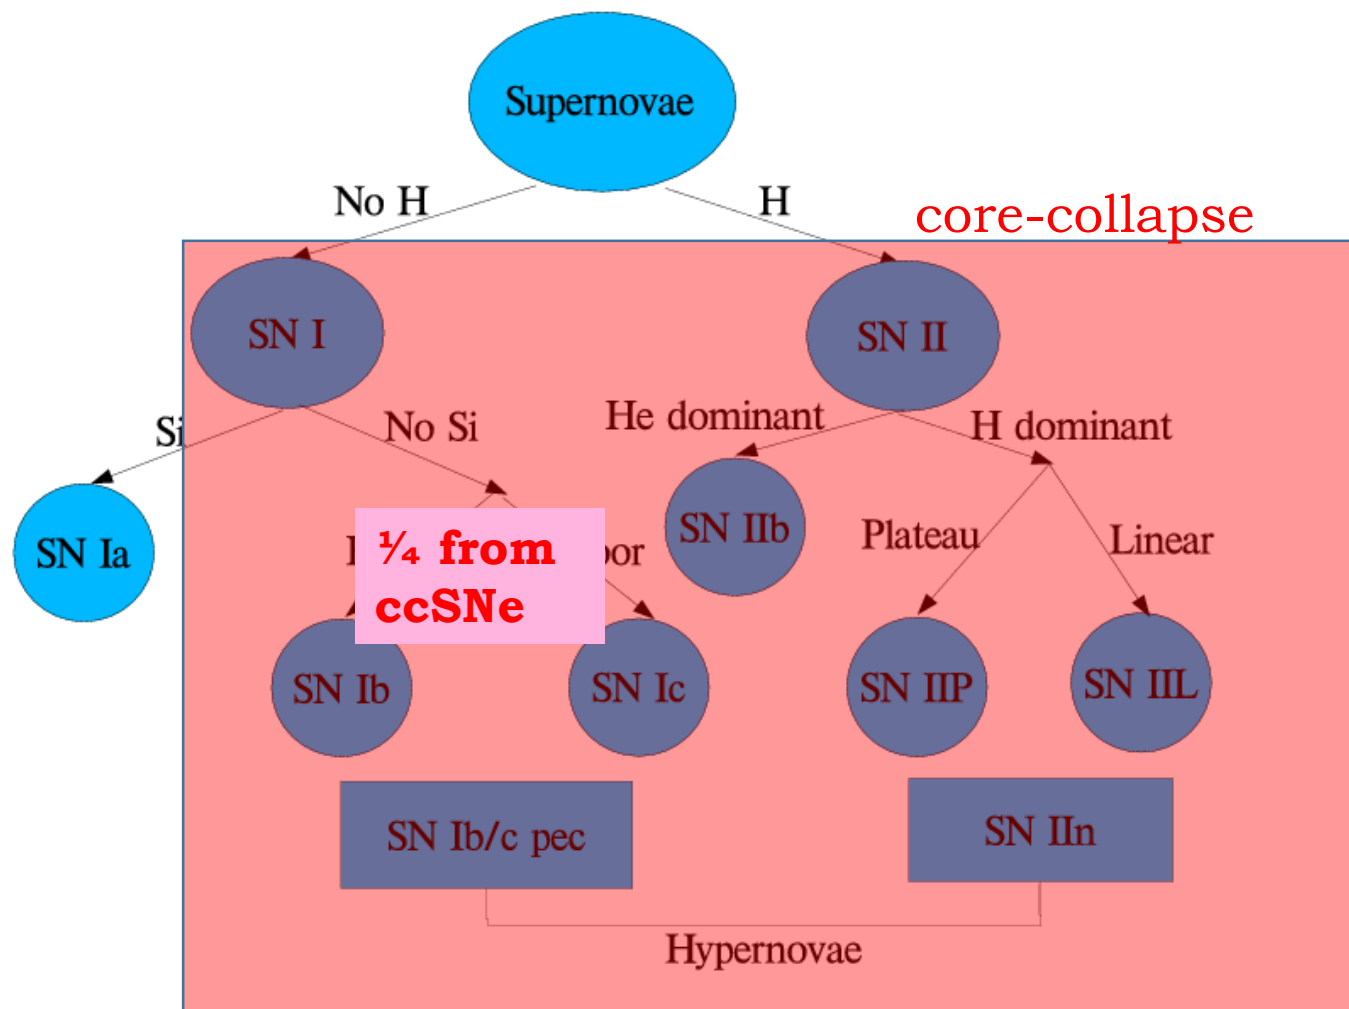 Supernovae
No H
H
core-collapse
SN I
SN II
Si
No Si
He dominant
H dominant
SN Ia
¼ from
ccSNe
SN IIb
Plateau
Linear
SN Ib
SN Ic
SN IIP
SN IIL
SN Ib/c pec
SN IIn
Hypernovae